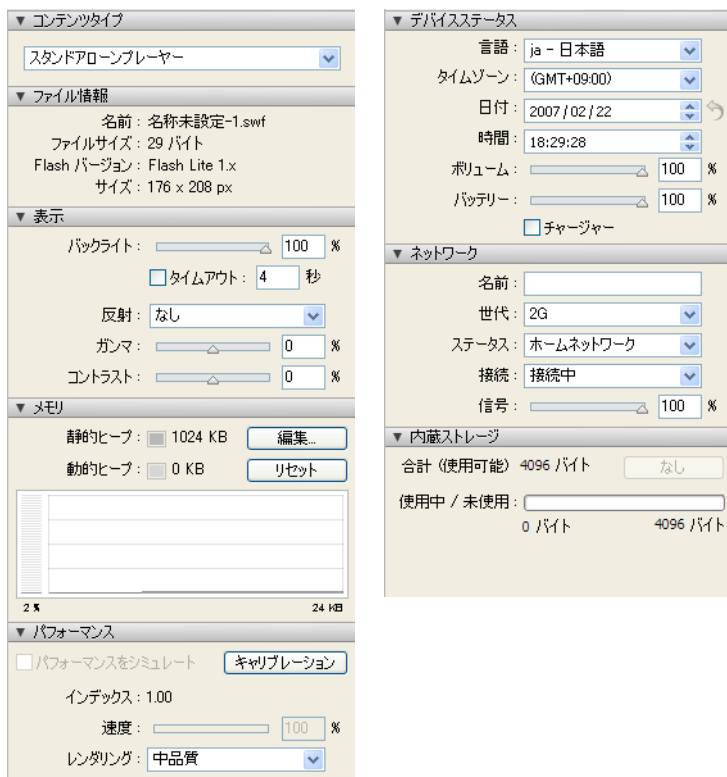 コンテンツタイプ
スタンドアローンプレーヤー
ファイル情報
名前 : 名称未設定-1.swf
ファイルサイズ : 29 バイト
Flash バージョン : Flash Lite 1.x
サイズ : 176 x 208 px
表示
バックライト : 100 %
タイムアウト : 4 秒
反射 : なし
ガンマ : 0 %
コントラスト : 0 %
メモリ
静的ヒープ : 1024 KB 編集...
動的ヒープ : 0 KB リセット
2 % 24 KB
パフォーマンス
パフォーマンスをシミュレート キャリブレーション
インデックス : 1.00
速度 : 100 %
レンダリング : 中品質
デバイスステータス
言語 : ja - 日本語
タイムゾーン : (GMT+09:00)
日付 : 2007/02/22
時間 : 18:29:28
ボリューム : 100 %
バッテリー : 100 %
チャージャー
ネットワーク
名前 :
世代 : 2G
ステータス : ホームネットワーク
接続 : 接続中
信号 : 100 %
内蔵ストレージ
合計 (使用可能) 4096 バイト なし
使用中 / 未使用 :
0 バイト 4096 バイト